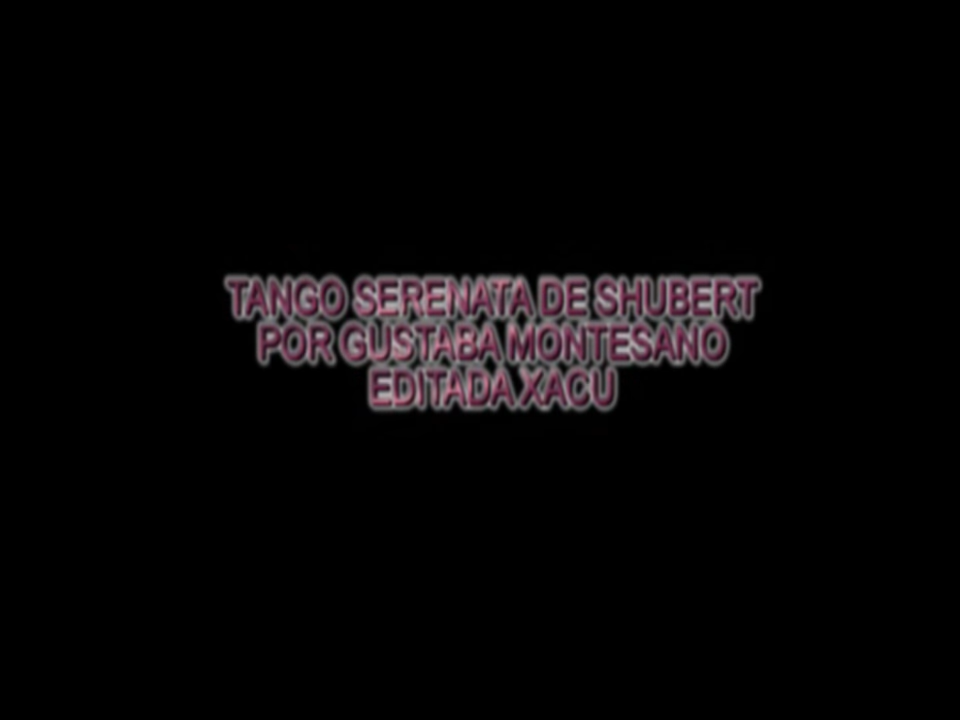 TANGO SERENATA DE SHUBERT
POR GUSTABA MONTESANO
EDITADA XACU